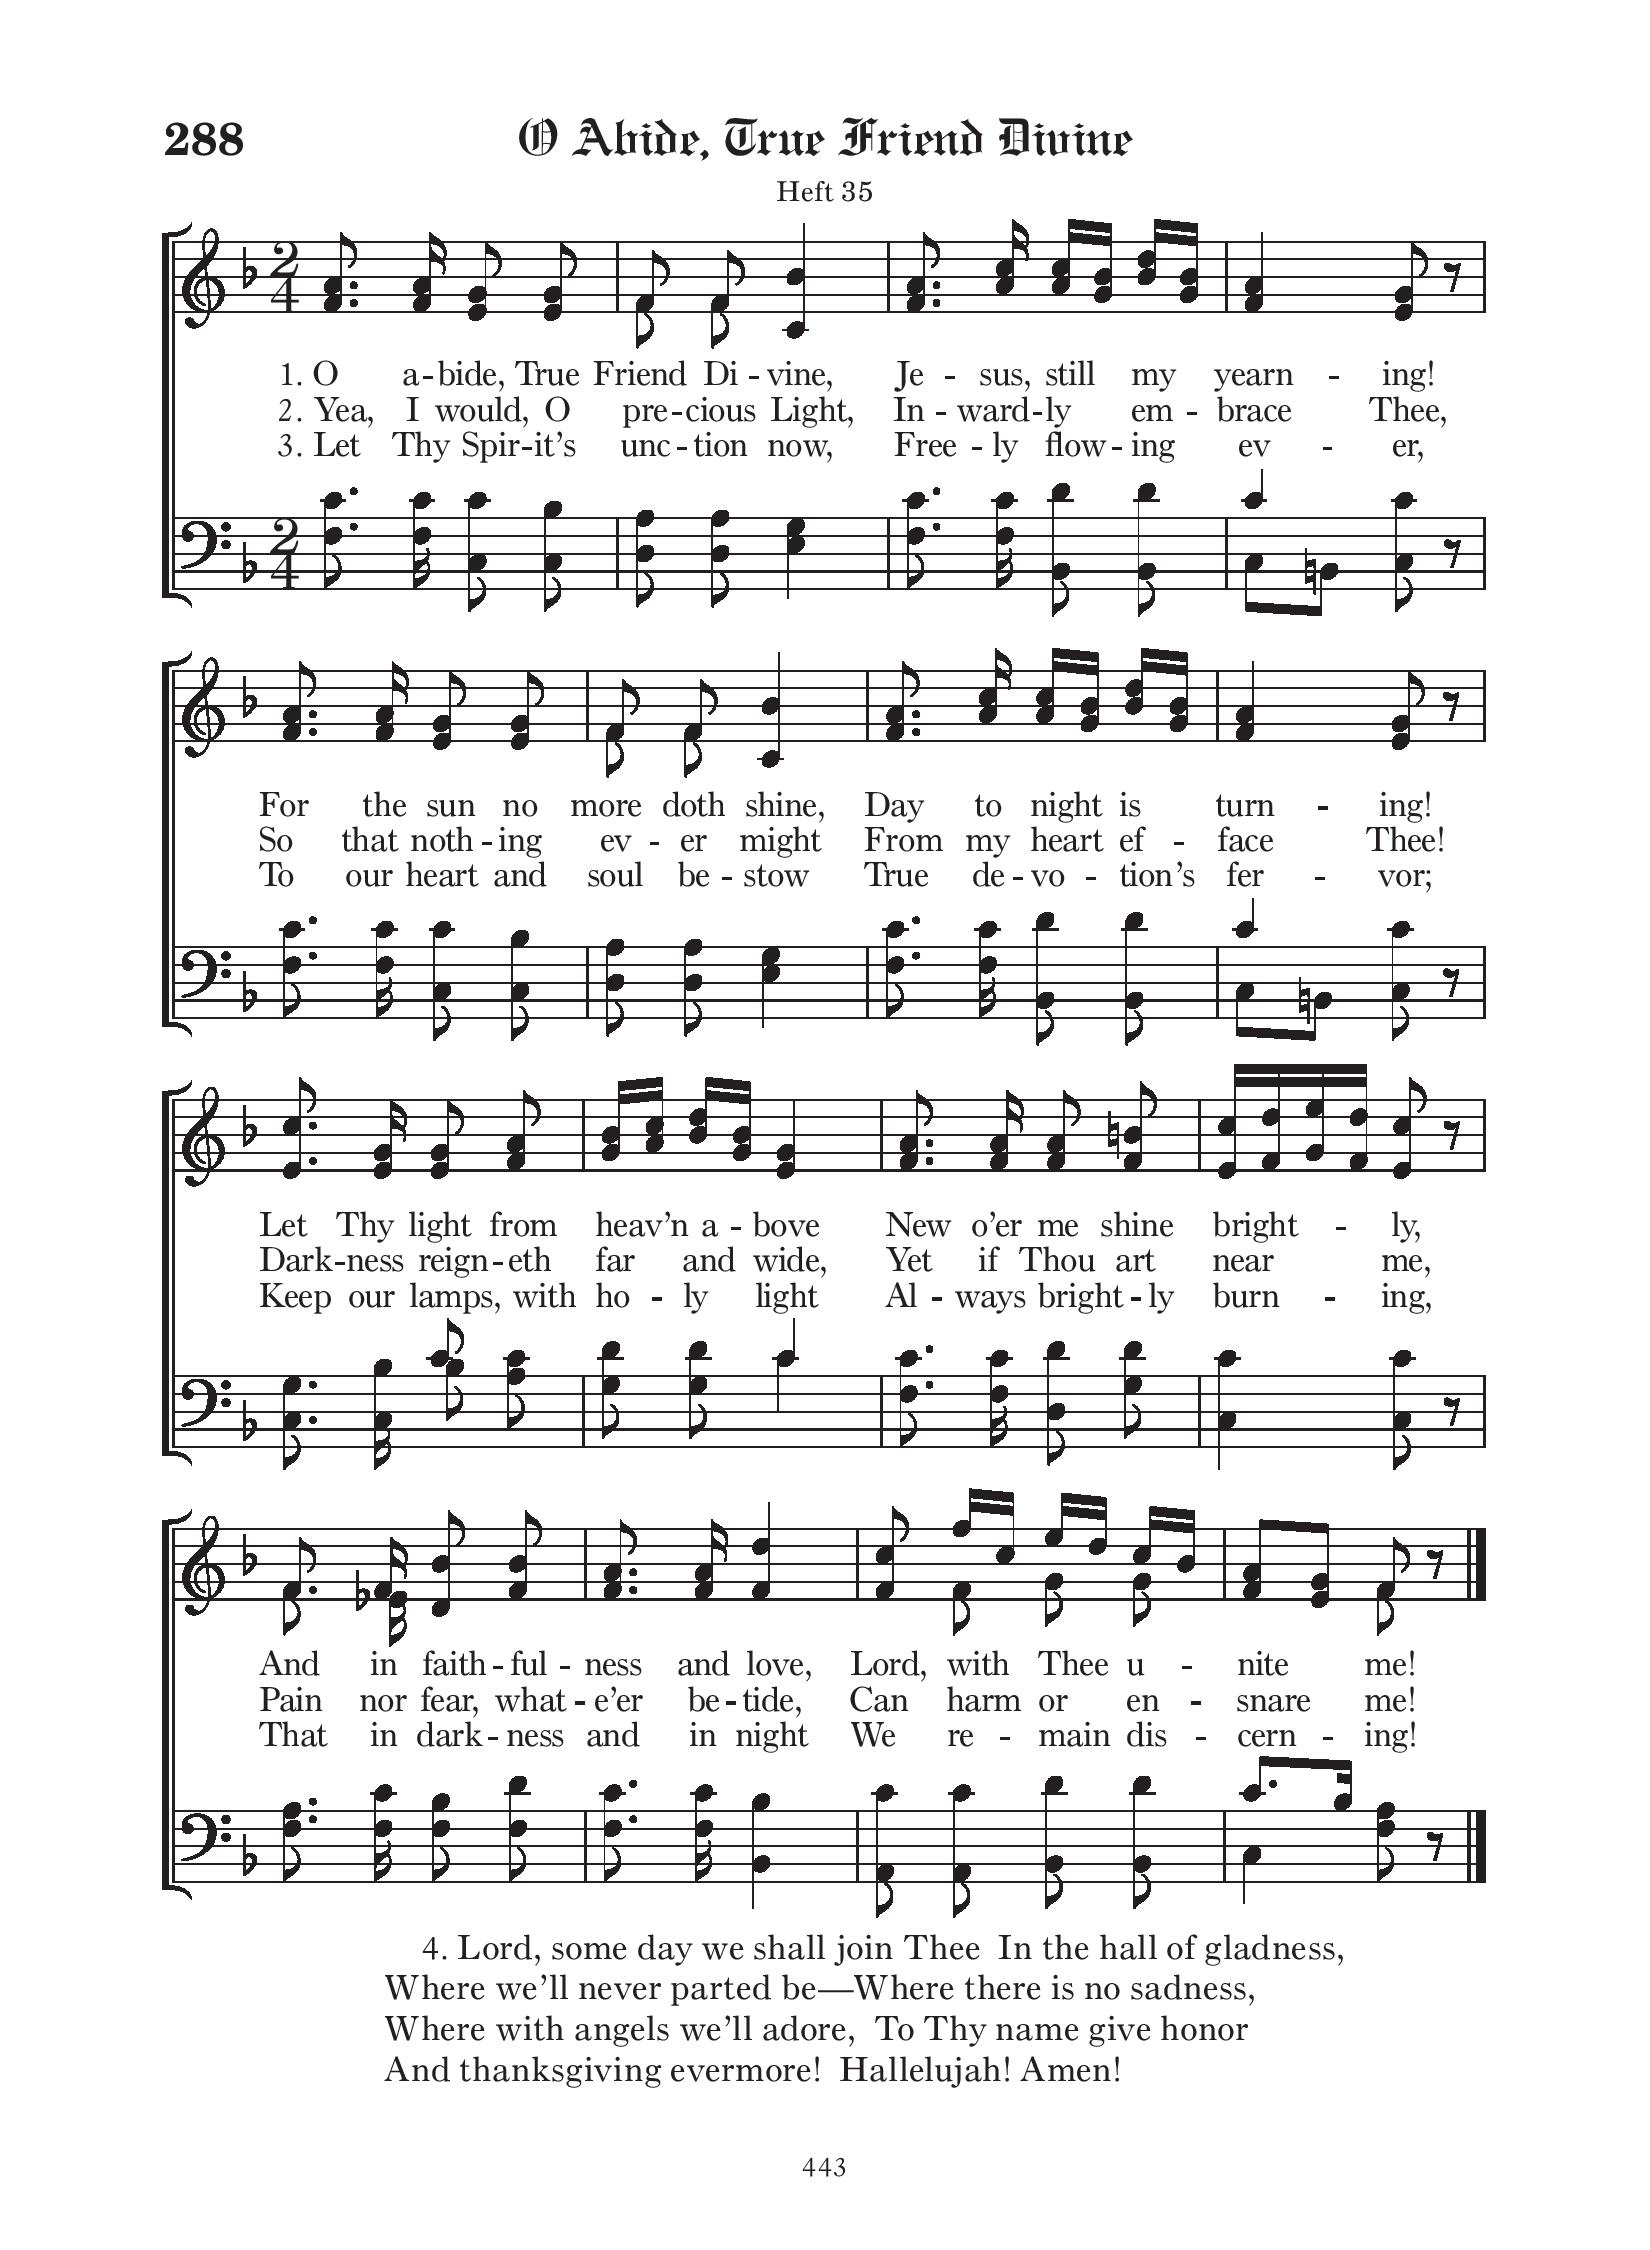 288 O Abide, True Friend Divine
Heft 35
1. O a-bide, True Friend Di-vine, Je-sus, still my yearn-ing!
2. Yea, I would, O pre-cious Light, In-ward-ly em-brace Thee,
3. Let Thy Spir-it’s unc-tion now, Free-ly flow-ing ev-er,
For the sun no more doth shine, Day to night is turn-ing!
So that noth-ing ev-er might From my heart ef-face Thee!
To our heart and soul be-stow True de-vo-tion’s fer-vor;
Let Thy light from heav’n a-bove New o’er me shine bright-ly,
Dark-ness reign-eth far and wide, Yet if Thou art near me,
Keep our lamps, with ho-ly light Al-ways bright-ly burn-ing,
And in faith-ful-ness and love, Lord, with Thee u-nite me!
Pain nor fear, what-e’er be-tide, Can harm or en-snare me!
That in dark-ness and in night We re-main dis-cern-ing!
4. Lord, some day we shall join Thee In the hall of gladness,
Where we’ll never parted be—Where there is no sadness,
Where with angels we’ll adore, To Thy name give honor
And thanksgiving evermore! Hallelujah! Amen!
443